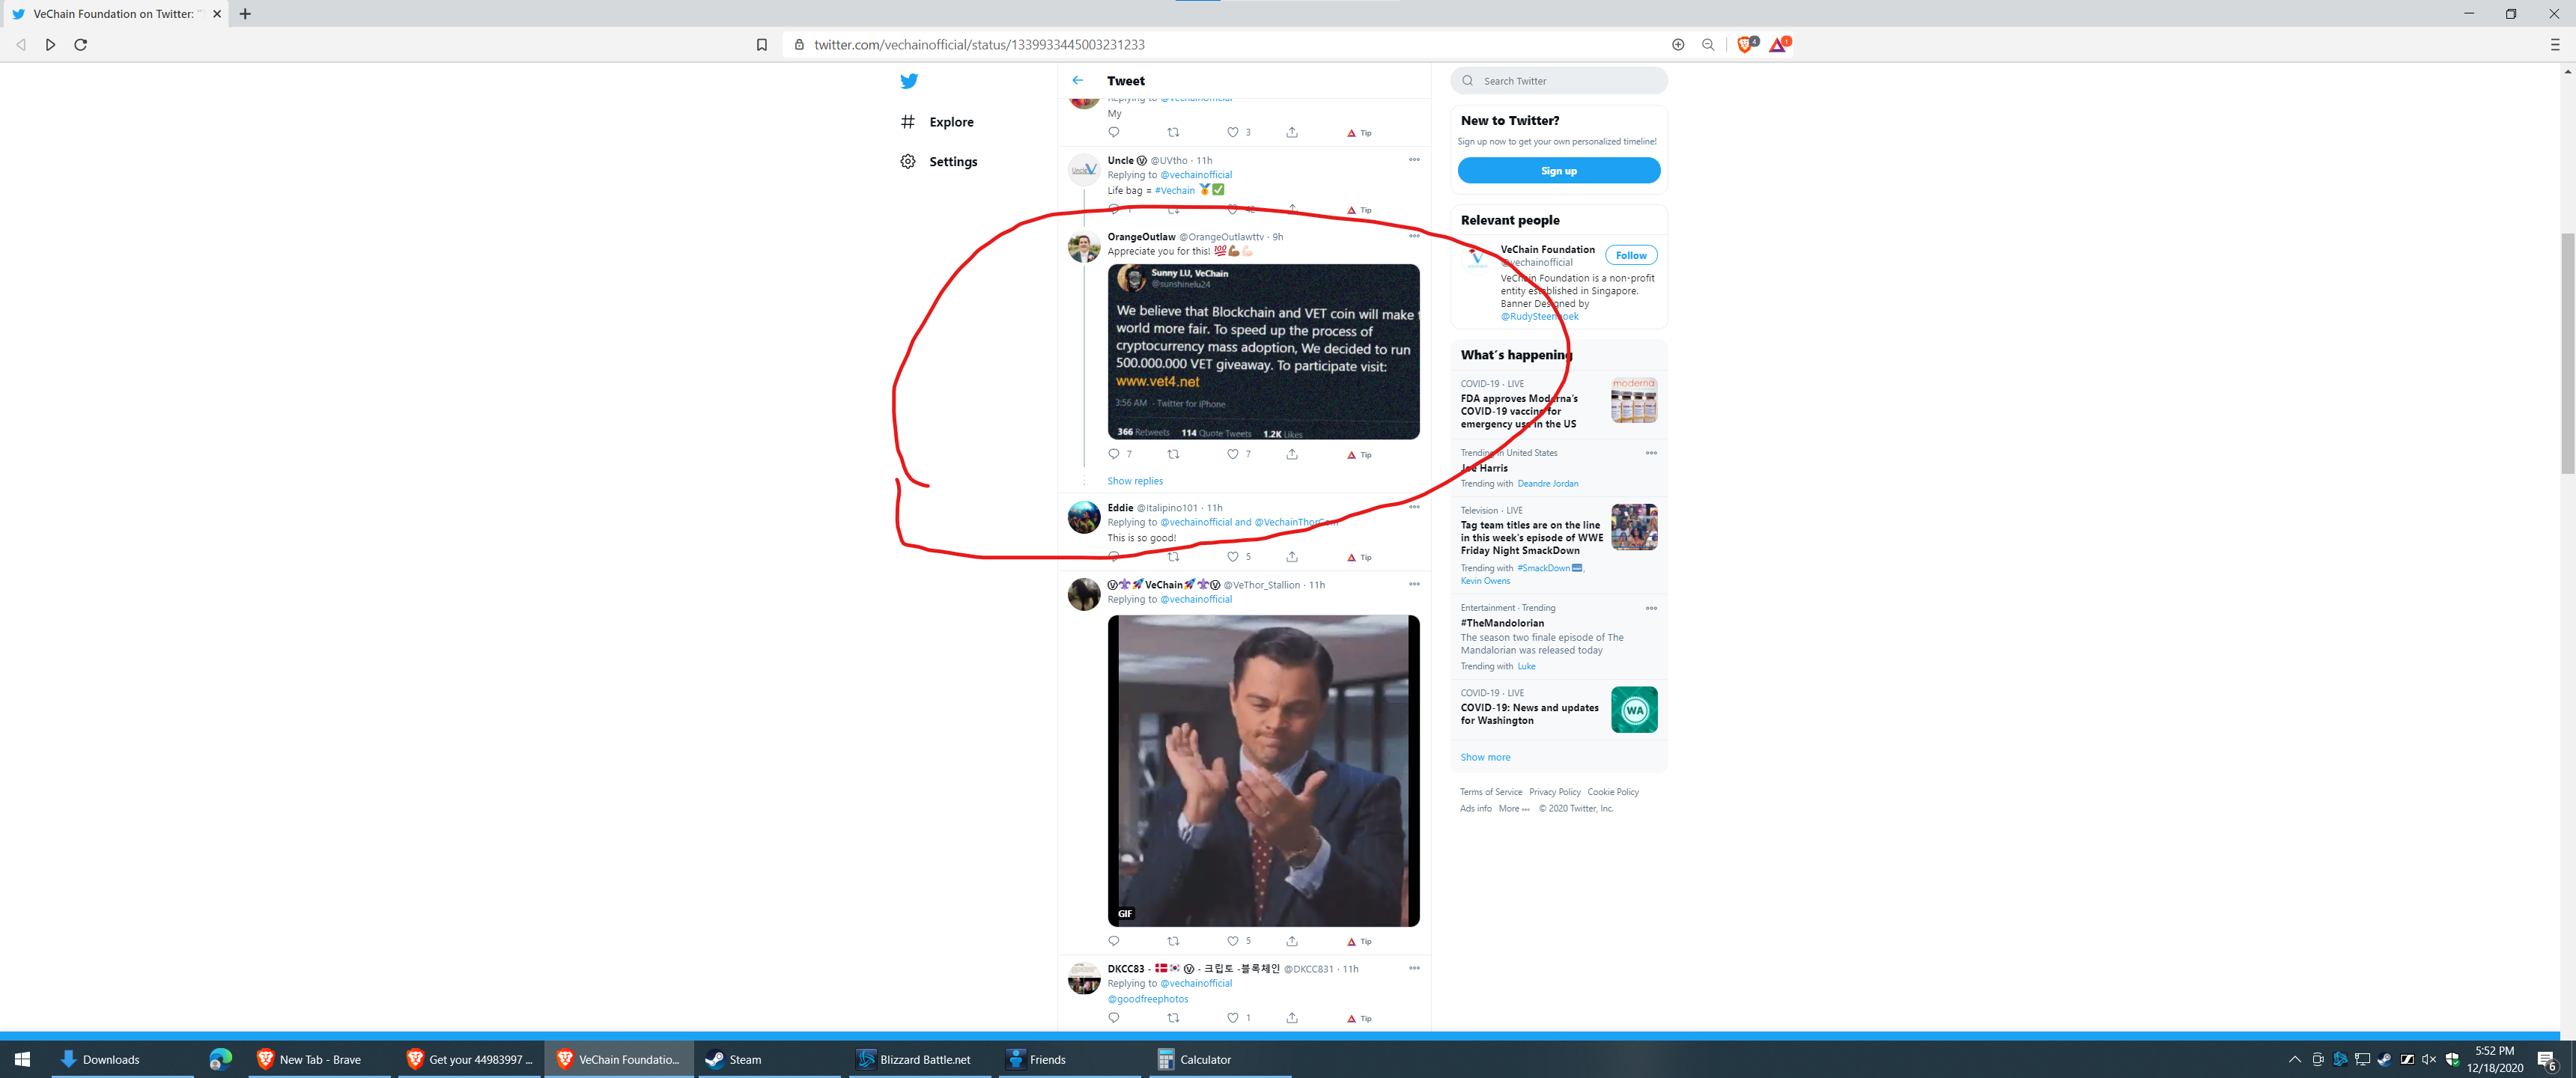 VeChain Foundation on Twitter: "
twitter.com/vechainofficial/status/1339933445003231233
4
1
Explore
Settings
Tweet
Replying to @vechainofficial
My
3
Tip
Uncle Ⓥ @UVtho · 11h
Replying to @vechainofficial
Life bag = #Vechain 🥇✅
1
42
Tip
OrangeOutlaw @OrangeOutlawttv · 9h
Appreciate you for this! 💯💪🏾💪🏻
Sunny LU, VeChain
@sunshinelu24
We believe that Blockchain and VET coin will make
world more fair. To speed up the process of
cryptocurrency mass adoption, We decided to run
500.000.000 VET giveaway. To participate visit:
www.vet4.net
3:56 AM · Twitter for iPhone
366 Retweets 114 Quote Tweets 1.2K Likes
7
7
Tip
Show replies
Eddie @Italipino101 · 11h
Replying to @vechainofficial and @VechainThorCom
This is so good!
5
Tip
Ⓥ⚜️🚀VeChain🚀⚜️Ⓥ @VeThor_Stallion · 11h
Replying to @vechainofficial
GIF
5
Tip
DKCC83 - 🇩🇰🇰🇷 Ⓥ - 크립토 -블록체인 @DKCC831 · 11h
Replying to @vechainofficial
@goodfreephotos
1
Tip
Search Twitter
New to Twitter?
Sign up now to get your own personalized timeline!
Sign up
Relevant people
VeChain Foundation
@vechainofficial
Follow
VeChain Foundation is a non-profit
entity established in Singapore.
Banner Designed by
@RudySteenhoek
What's happening
COVID-19 · LIVE
FDA approves Moderna's
COVID-19 vaccine for
emergency use in the US
moderna
Trending in United States
Joe Harris
Trending with Deandre Jordan
Television · LIVE
Tag team titles are on the line
in this week's episode of WWE
Friday Night SmackDown
Trending with #SmackDown,
Kevin Owens
Entertainment · Trending
#TheMandolorian
The season two finale episode of The
Mandalorian was released today
Trending with Luke
COVID-19 · LIVE
COVID-19: News and updates
for Washington
WA
Show more
Terms of Service Privacy Policy Cookie Policy
Ads info More ••• © 2020 Twitter, Inc.
Downloads
New Tab - Brave
Get your 44983997 ...
VeChain Foundatio...
Steam
Blizzard Battle.net
Friends
Calculator
5:52 PM
12/18/2020
6